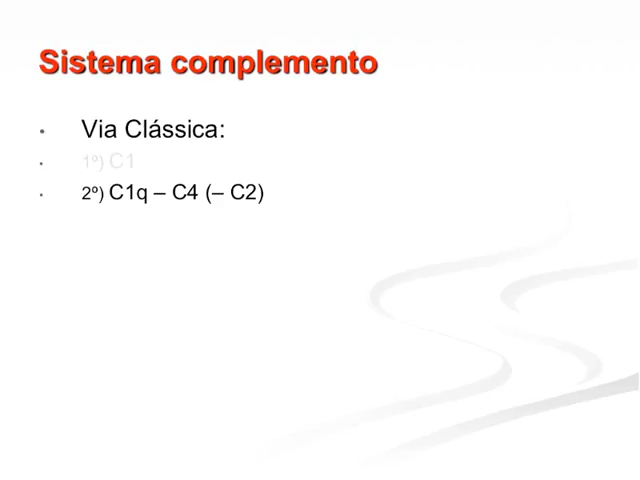 Sistema complemento
• Via Clássica:
• 1º) C1
• 2º) C1q – C4 (– C2)